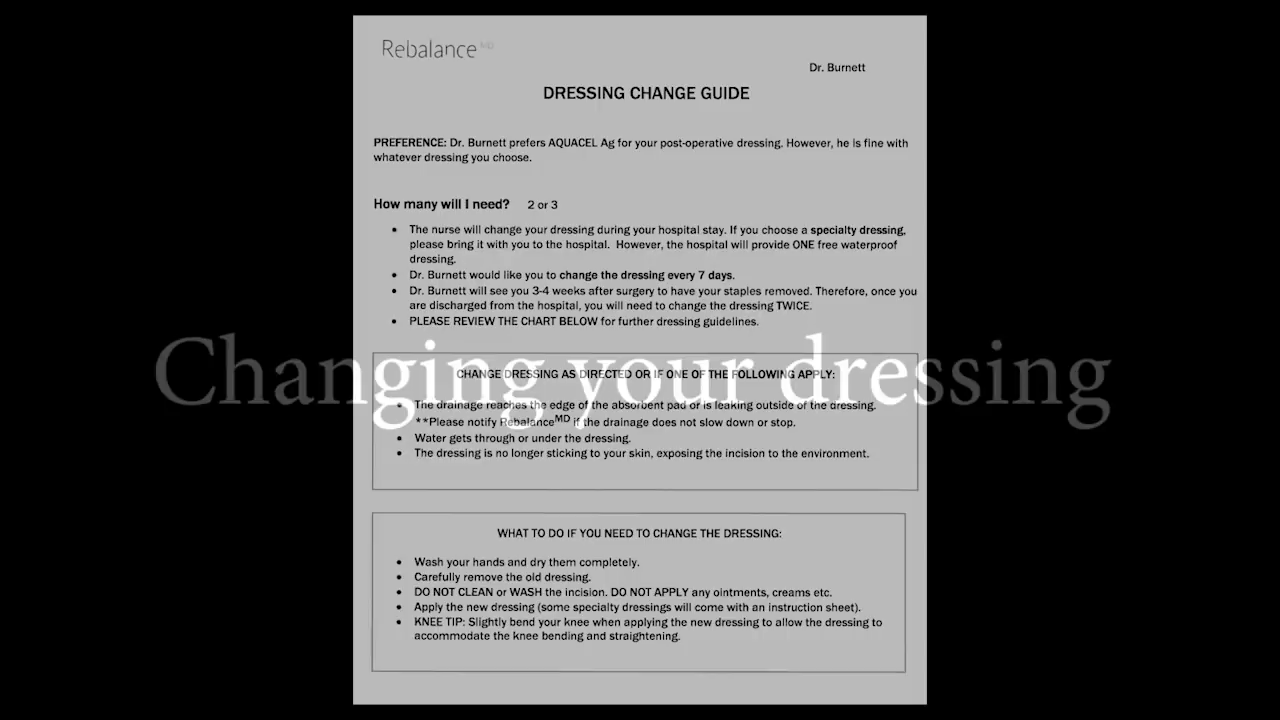 Rebalance MD
Dr. Burnett
DRESSING CHANGE GUIDE
PREFERENCE: Dr. Burnett prefers AQUACEL Ag for your post-operative dressing. However, he is fine with
whatever dressing you choose.
How many will I need? 2 or 3
• The nurse will change your dressing during your hospital stay. If you choose a specialty dressing,
please bring it with you to the hospital. However, the hospital will provide ONE free waterproof
dressing.
• Dr. Burnett would like you to change the dressing every 7 days.
• Dr. Burnett will see you 3-4 weeks after surgery to have your staples removed. Therefore, once you
are discharged from the hospital, you will need to change the dressing TWICE.
• PLEASE REVIEW THE CHART BELOW for further dressing guidelines.
Changing your dressing
CHANGE DRESSING AS DIRECTED OR IF ONE OF THE FOLLOWING APPLY:
• The drainage reaches the edge of the absorbent pad or is leaking outside of the dressing.
**Please notify RebalanceMD if the drainage does not slow down or stop.
• Water gets through or under the dressing.
• The dressing is no longer sticking to your skin, exposing the incision to the environment.
WHAT TO DO IF YOU NEED TO CHANGE THE DRESSING:
• Wash your hands and dry them completely.
• Carefully remove the old dressing.
• DO NOT CLEAN or WASH the incision. DO NOT APPLY any ointments, creams etc.
• Apply the new dressing (some specialty dressings will come with an instruction sheet).
• KNEE TIP: Slightly bend your knee when applying the new dressing to allow the dressing to
accommodate the knee bending and straightening.